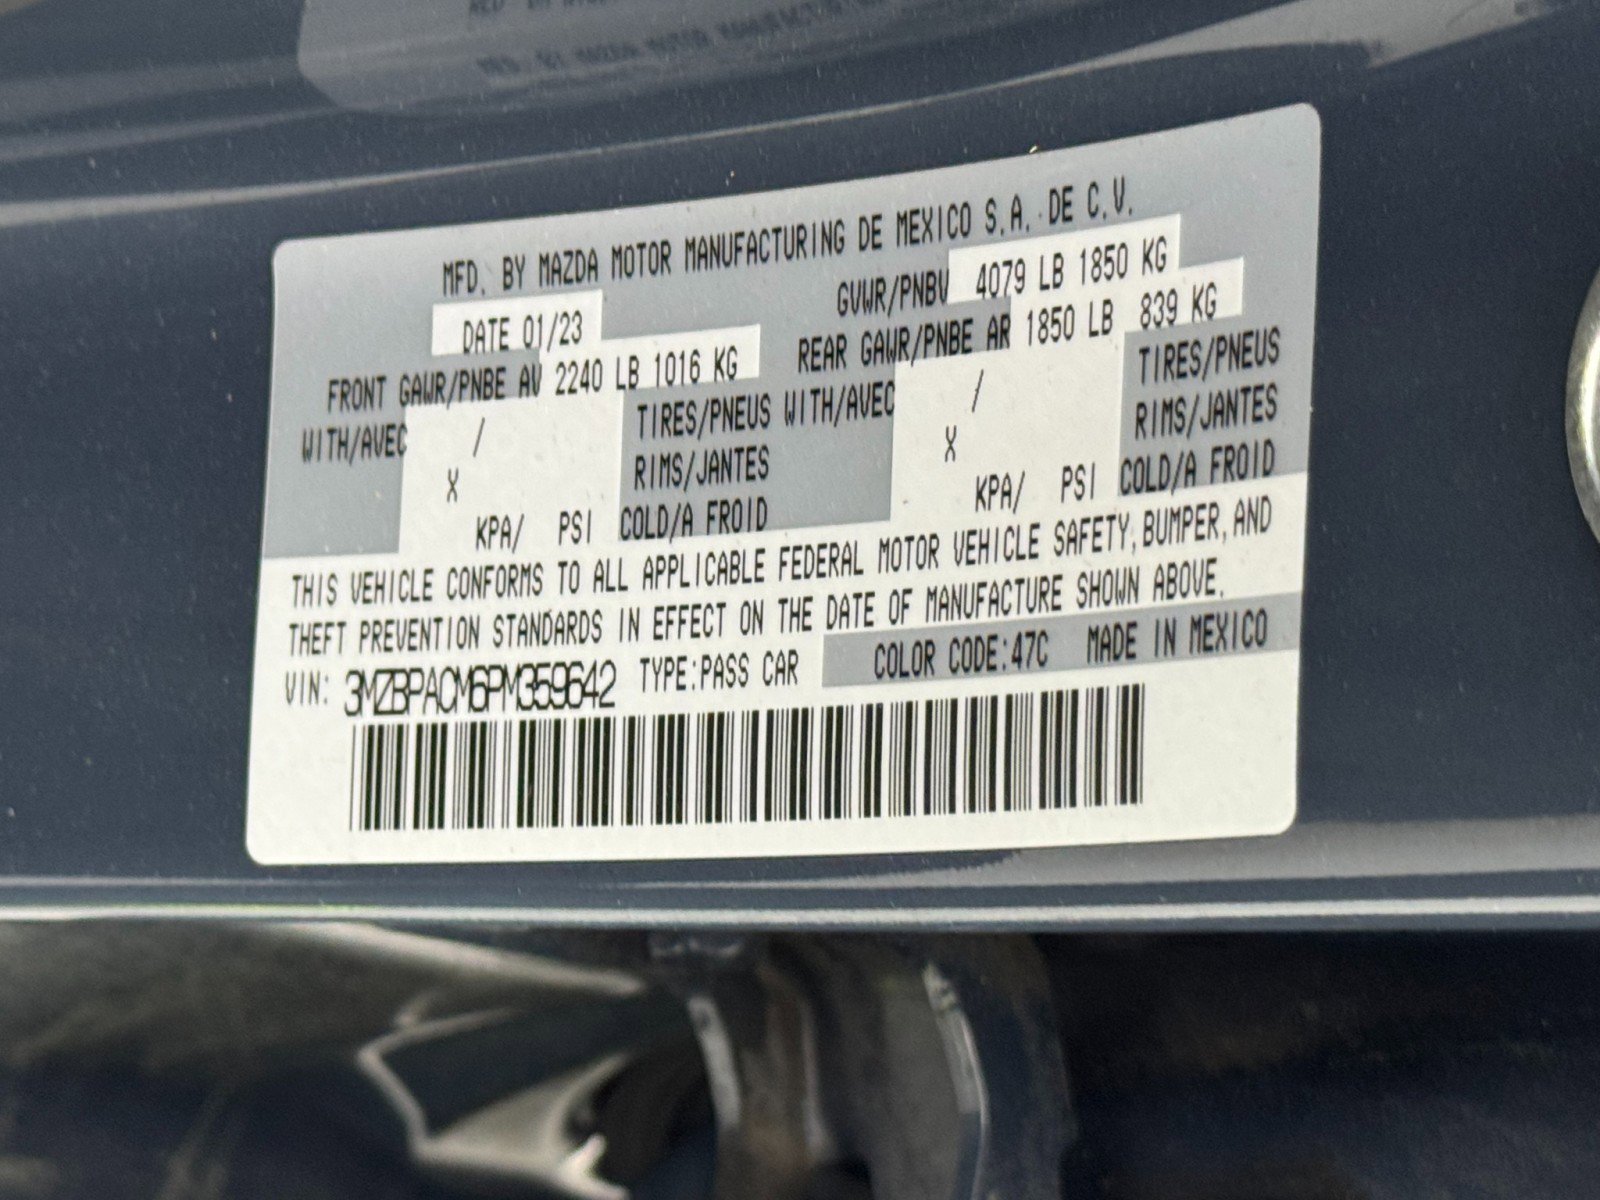 MFD. BY MAZDA MOTOR
MFD. BY MAZDA MOTOR MANUFACTURING DE MEXICO S.A. DE C.V.
DATE 01/23 GVWR/PNBV 4079 LB 1850 KG
FRONT GAWR/PNBE AV 2240 LB 1016 KG REAR GAWR/PNBE AR 1850 LB 839 KG
WITH/AVEC / TIRES/PNEUS WITH/AVEC / TIRES/PNEUS
X RIMS/JANTES X RIMS/JANTES
KPA/ PSI COLD/A FROID KPA/ PSI COLD/A FROID
THIS VEHICLE CONFORMS TO ALL APPLICABLE FEDERAL MOTOR VEHICLE SAFETY, BUMPER, AND
THEFT PREVENTION STANDARDS IN EFFECT ON THE DATE OF MANUFACTURE SHOWN ABOVE.
VIN: 3MZBPACM6PM359642 TYPE:PASS CAR COLOR CODE:47C MADE IN MEXICO